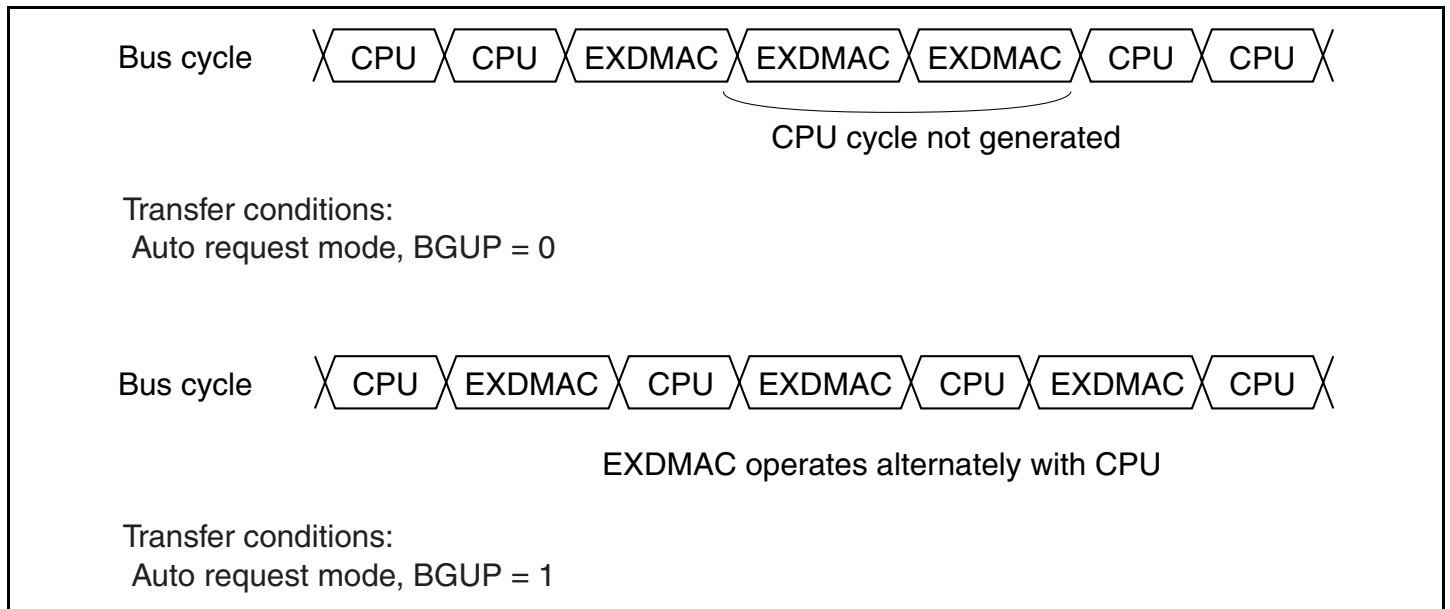 Bus cycle CPU CPU EXDMAC EXDMAC EXDMAC CPU CPU
CPU cycle not generated
Transfer conditions:
Auto request mode, BGUP = 0
Bus cycle CPU EXDMAC CPU EXDMAC CPU EXDMAC CPU
EXDMAC operates alternately with CPU
Transfer conditions:
Auto request mode, BGUP = 1